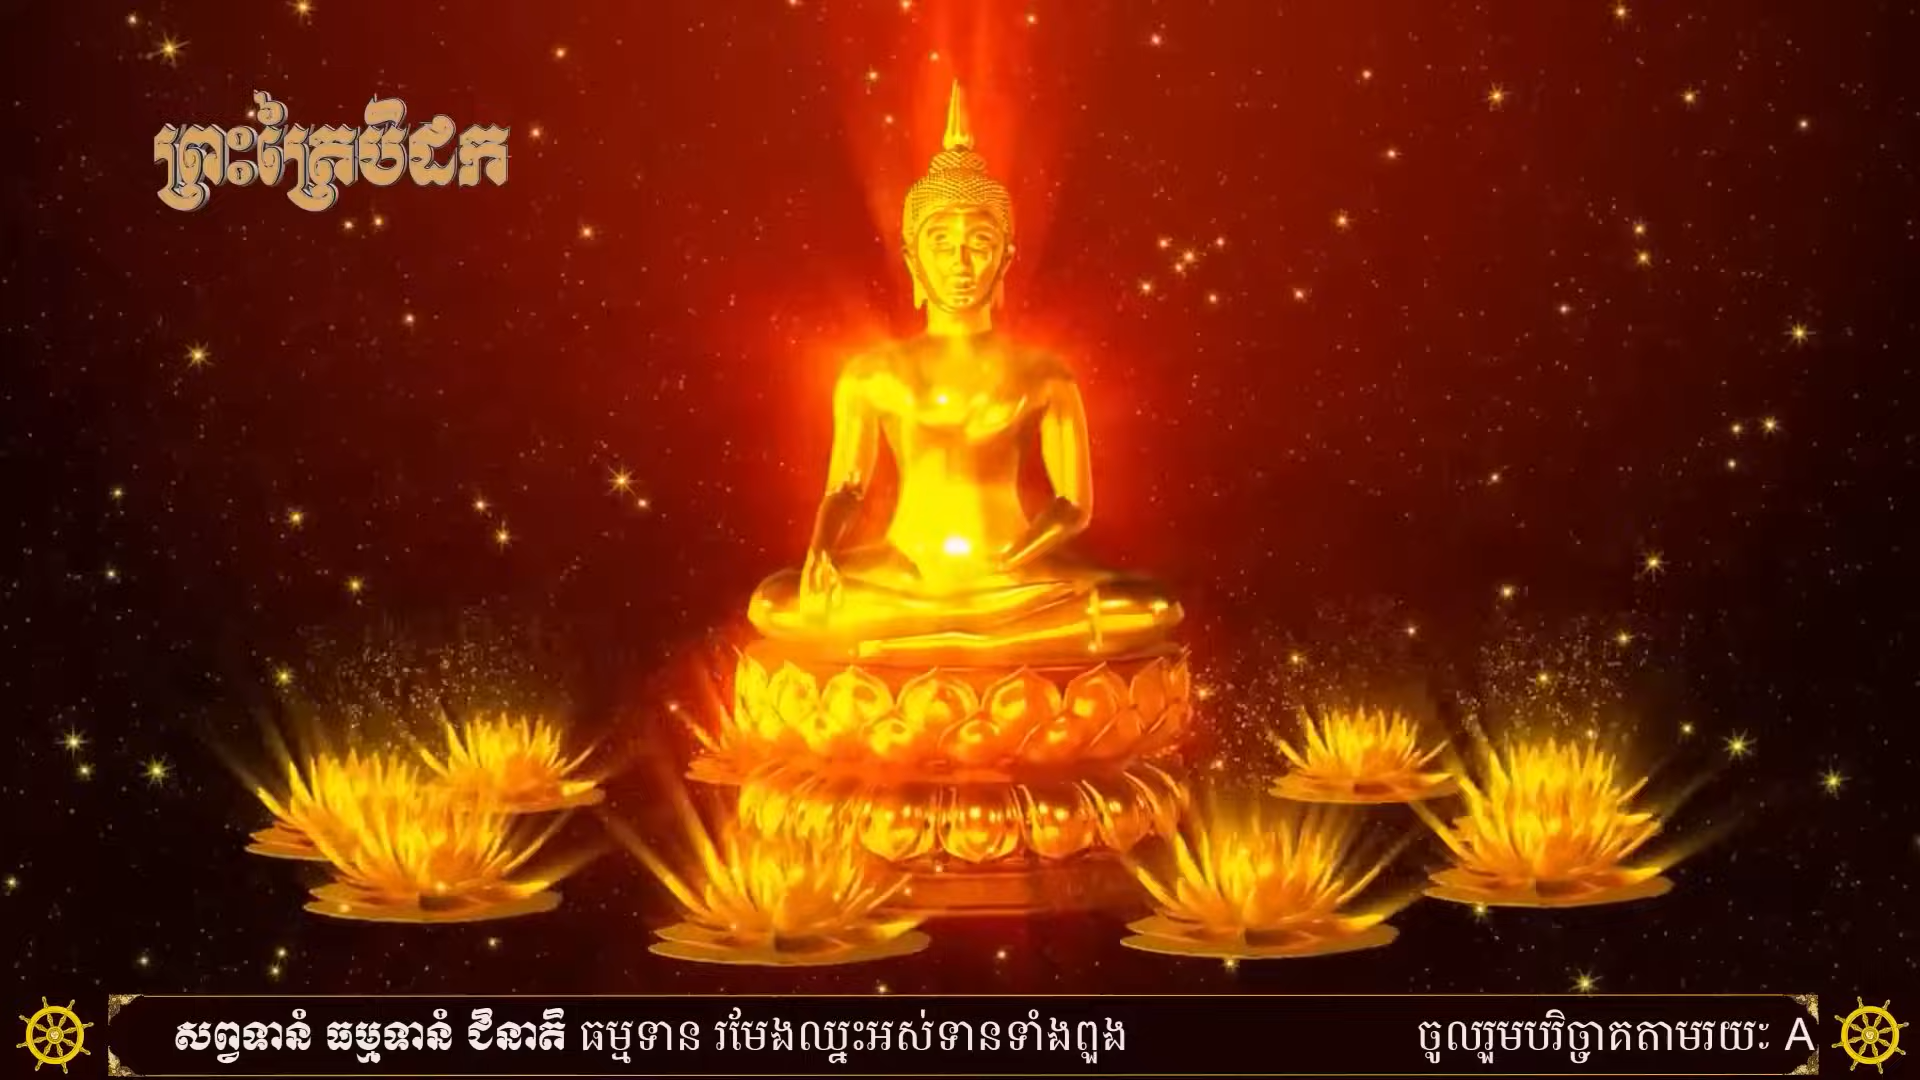 ព្រះត្រៃបិដក
សព្វទានំ ធម្មទានំ ជិនាតិ ធម្មទាន រមែងឈ្នះអស់ទានទាំងពួង
ចូលរួមបរិច្ចាគតាមរយៈ A